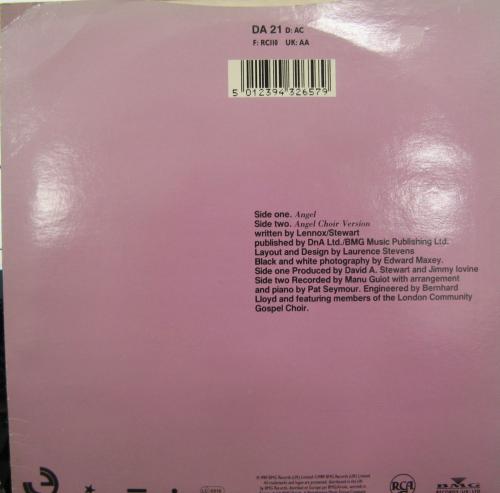 DA 21 D: AC
F: RC110 UK: AA
5 012394 326579
Side one. Angel
Side two. Angel Choir Version
written by Lennox/Stewart
published by DnA Ltd./BMG Music Publishing Ltd.
Layout and Design by Laurence Stevens
Black and white photography by Edward Maxey.
Side one Produced by David A. Stewart and Jimmy Iovine
Side two Recorded by Manu Guiot with arrangement
and piano by Pat Seymour. Engineered by Bernhard
Lloyd and featuring members of the London Community
Gospel Choir.
RCA
BMG